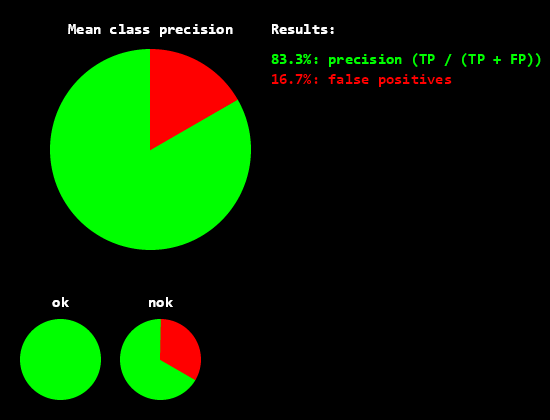 Mean class precision
Results:
83.3%: precision (TP / (TP + FP))
16.7%: false positives
ok
nok